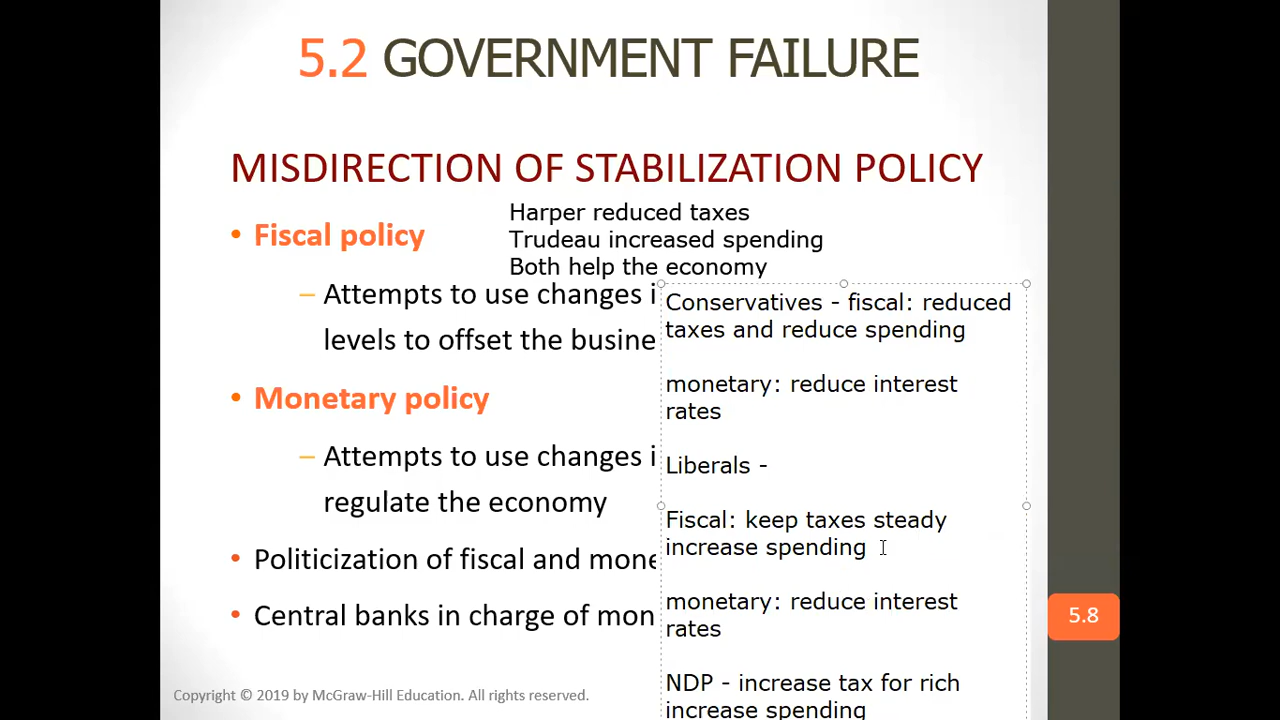 5.2 GOVERNMENT FAILURE
MISDIRECTION OF STABILIZATION POLICY
• Fiscal policy
Harper reduced taxes
Trudeau increased spending
Both help the economy
– Attempts to use changes i
levels to offset the busine
• Monetary policy
– Attempts to use changes i
regulate the economy
• Politicization of fiscal and mone
• Central banks in charge of mon
Conservatives - fiscal: reduced
taxes and reduce spending
monetary: reduce interest
rates
Liberals -
Fiscal: keep taxes steady
increase spending
monetary: reduce interest
rates
NDP - increase tax for rich
increase spending
5.8
Copyright © 2019 by McGraw-Hill Education. All rights reserved.